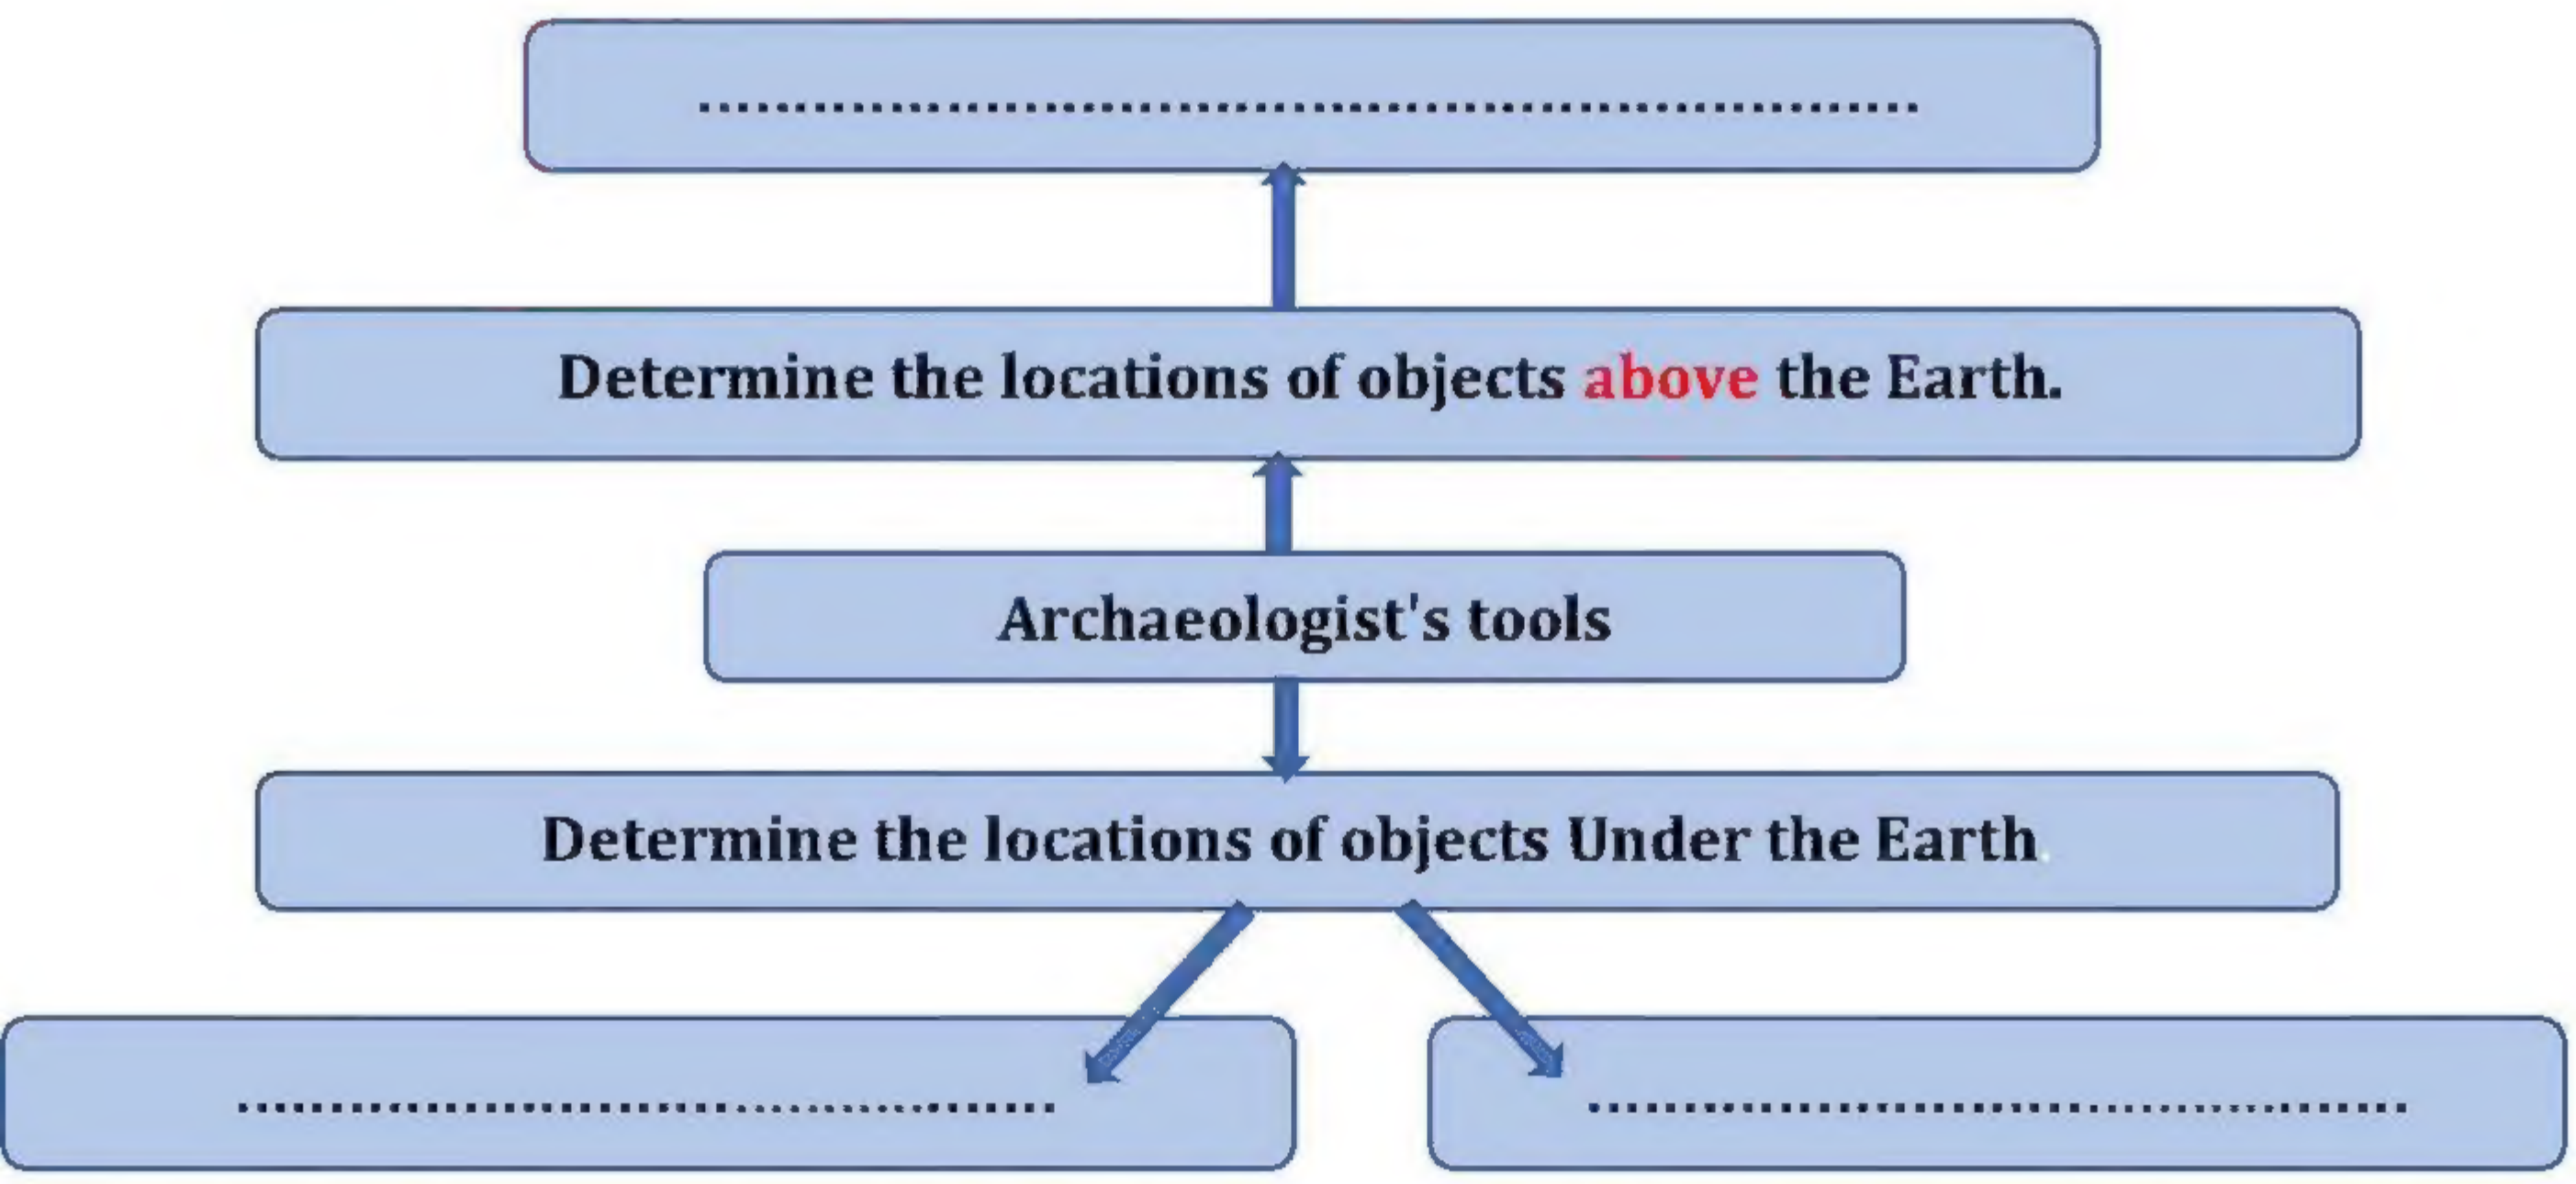 ................................................................
Determine the locations of objects above the Earth.
Archaeologist's tools
Determine the locations of objects Under the Earth.
........................................... ...........................................